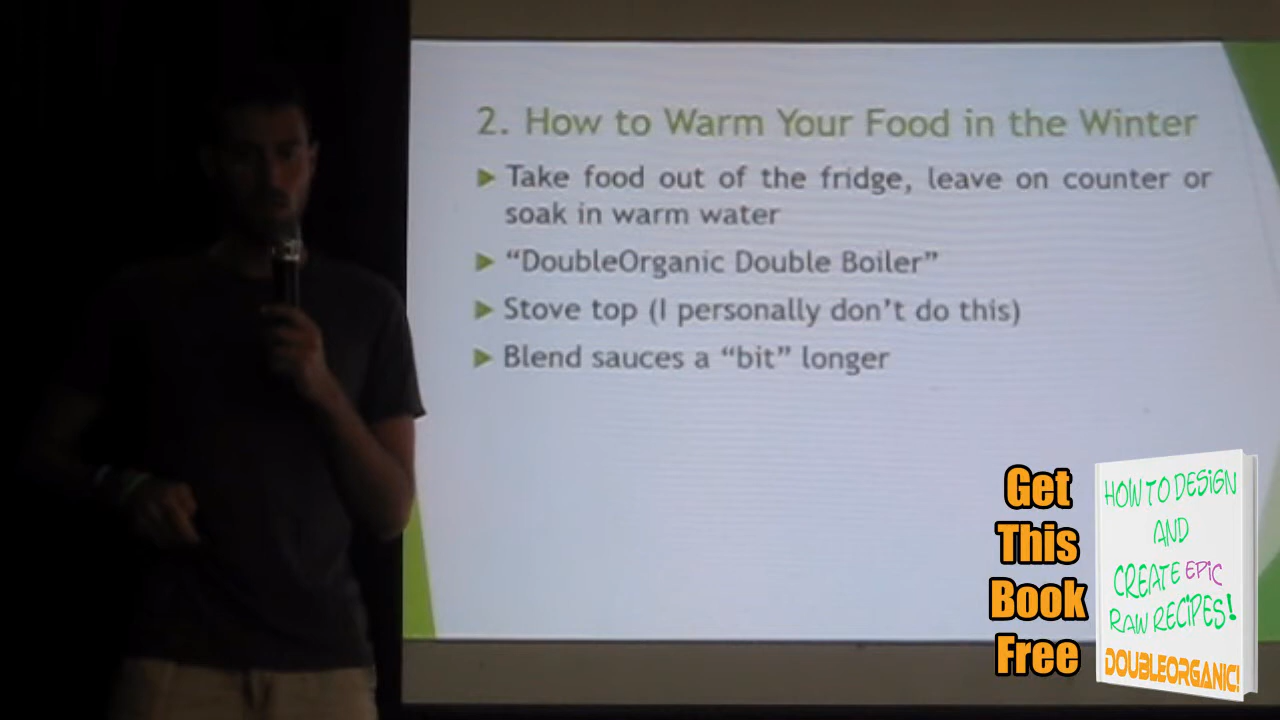 2. How to Warm Your Food in the Winter
▶ Take food out of the fridge, leave on counter or
soak in warm water
▶ “DoubleOrganic Double Boiler”
▶ Stove top (I personally don’t do this)
▶ Blend sauces a “bit” longer
Get
This
Book
Free
HOW TO DESIGN
AND
CREATE EPIC
RAW RECIPES!
DOUBLEORGANIC!